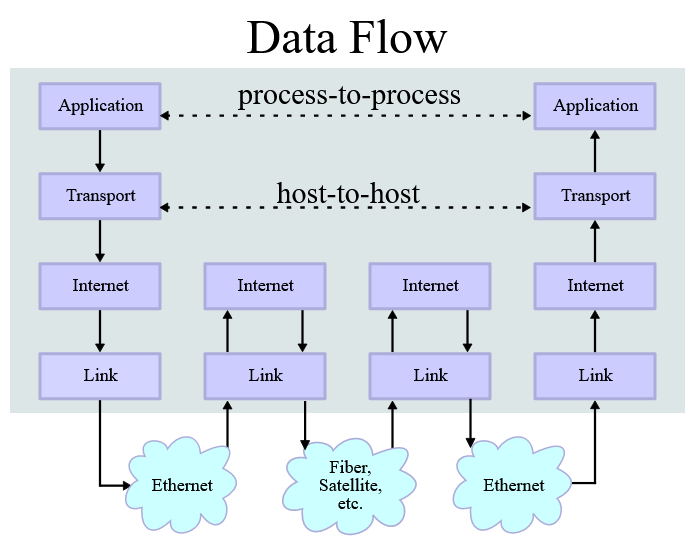 Data Flow
Application
process-to-process
Application
Transport
host-to-host
Transport
Internet
Internet
Internet
Internet
Link
Link
Link
Link
Ethernet
Fiber,
Satellite,
etc.
Ethernet